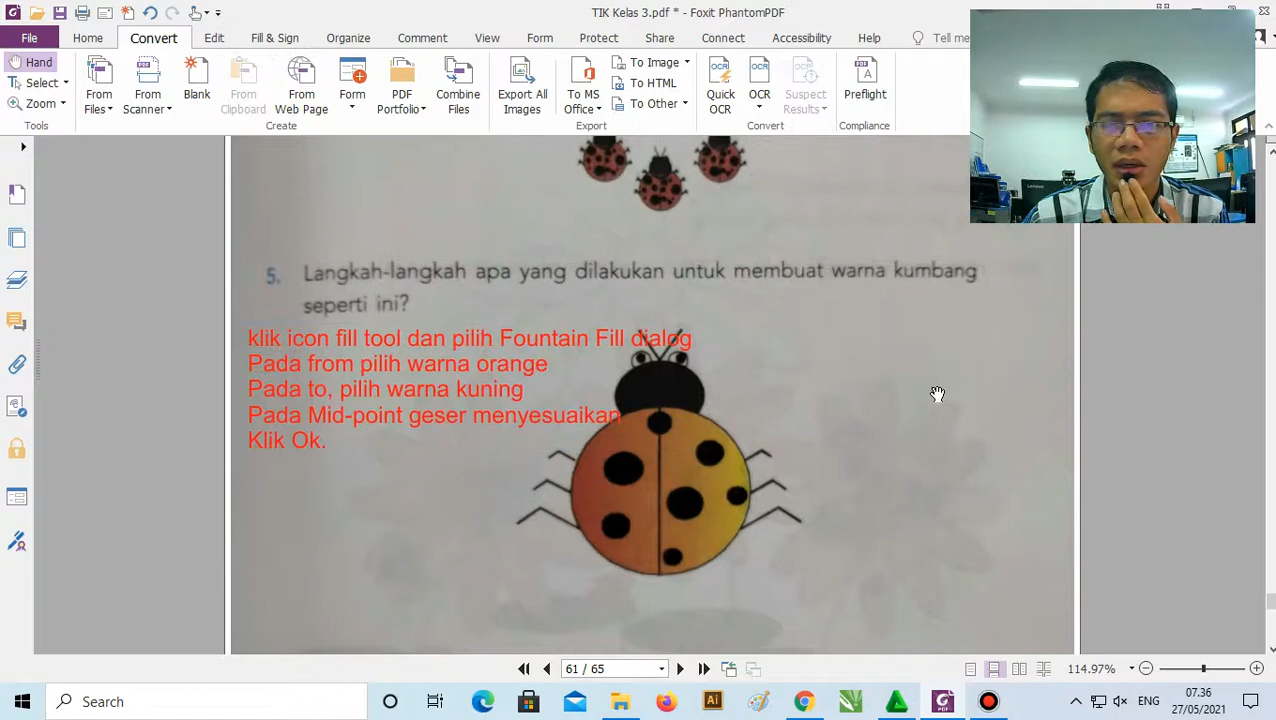 TIK Kelas 3.pdf * - Foxit PhantomPDF
File Home Convert Edit Fill & Sign Organize Comment View Form Protect Share Connect Accessibility Help Tell me
Hand
Select
Zoom
Tools
From Files
From Scanner
Blank
From Clipboard
From Web Page
Form
PDF Portfolio
Combine Files
Create
Export All Images
To MS Office
To Image
To HTML
To Other
Export
Quick OCR
OCR
Suspect Results
Convert
Preflight
Compliance
Lenovo
5. Langkah-langkah apa yang dilakukan untuk membuat warna kumbang
seperti ini?
klik icon fill tool dan pilih Fountain Fill dialog
Pada from pilih warna orange
Pada to, pilih warna kuning
Pada Mid-point geser menyesuaikan
Klik Ok.
61 / 65
114.97%
Search
Ai
PDF
ENG
07.36
27/05/2021